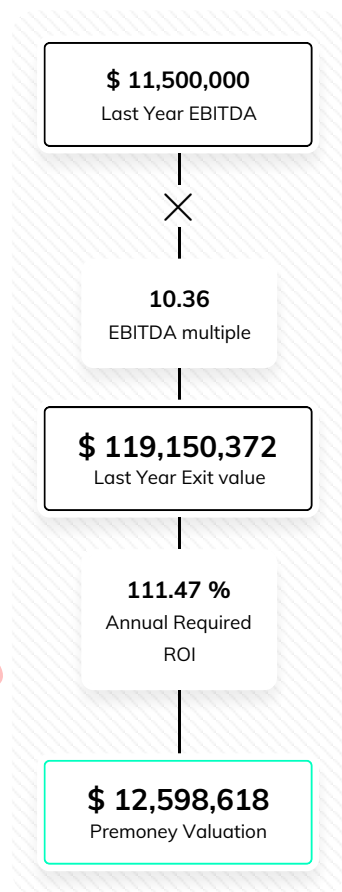 $ 11,500,000
Last Year EBITDA
10.36
EBITDA multiple
$ 119,150,372
Last Year Exit value
111.47 %
Annual Required
ROI
$ 12,598,618
Premoney Valuation